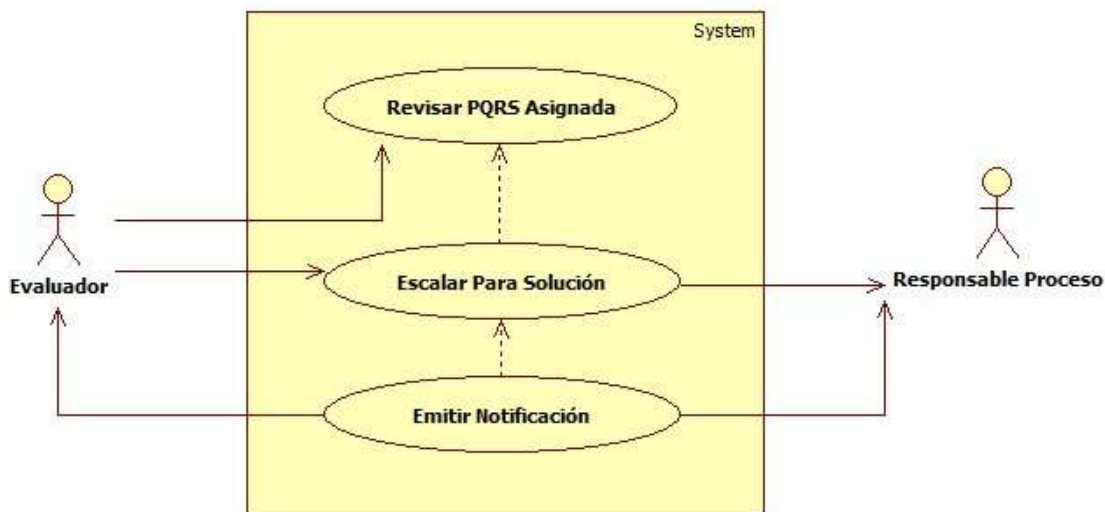 System
Revisar PQRS Asignada
Evaluador
Escalar Para Solución
Responsable Proceso
Emitir Notificación